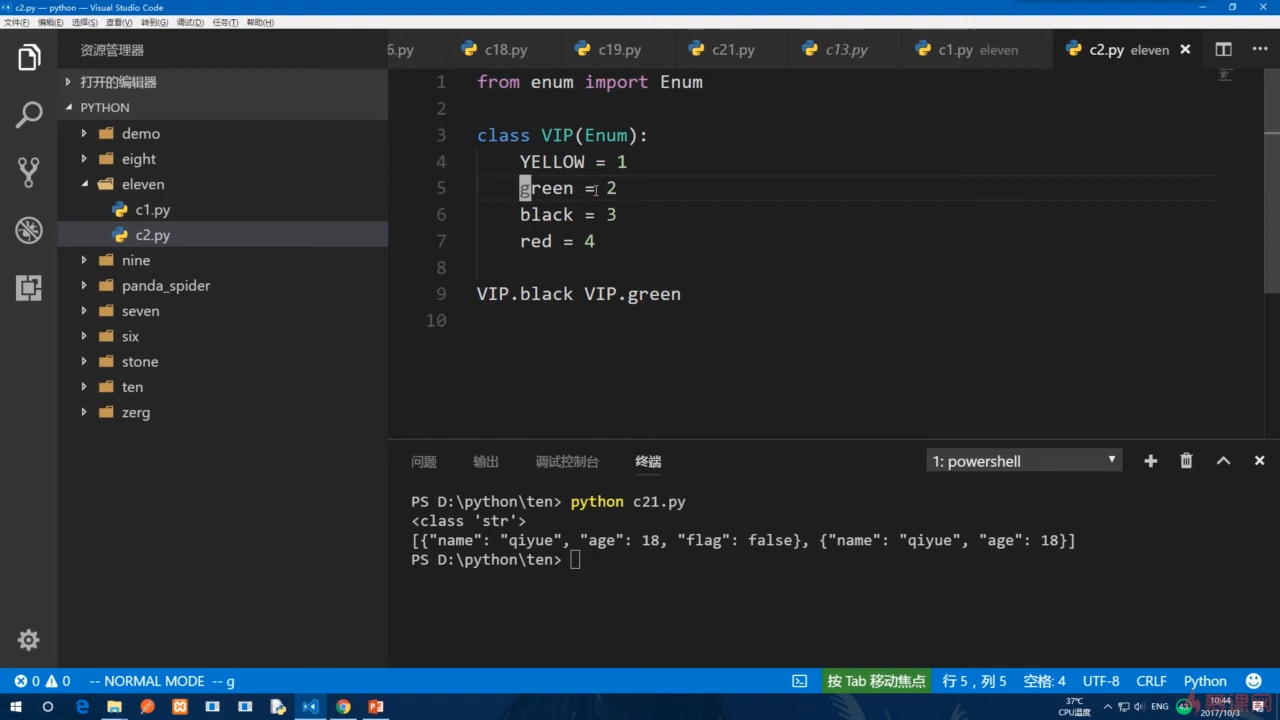 c2.py — python — Visual Studio Code
文件(F) 编辑(E) 选择(S) 查看(V) 转到(G) 调试(D) 任务(T) 帮助(H)
资源管理器
6.py c18.py c19.py c21.py c13.py c1.py eleven c2.py eleven
打开的编辑器
PYTHON
demo
eight
eleven
c1.py
c2.py
nine
panda_spider
seven
six
stone
ten
zerg
1 from enum import Enum
2
3 class VIP(Enum):
4 YELLOW = 1
5 green = 2
6 black = 3
7 red = 4
8
9 VIP.black VIP.green
10
问题 输出 调试控制台 终端 1: powershell
PS D:\python\ten> python c21.py
<class 'str'>
[{"name": "qiyue", "age": 18, "flag": false}, {"name": "qiyue", "age": 18}]
PS D:\python\ten>
0 0 -- NORMAL MODE -- g 按 Tab 移动焦点 行 5，列 5 空格: 4 UTF-8 CRLF Python
37℃
CPU温度
ENG
43
10:44
2017/10/3
慕课网